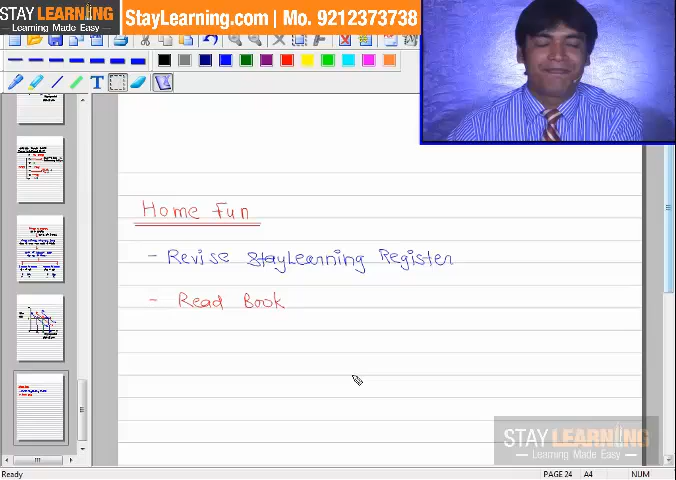 STAY LEARNING
Learning Made Easy
StayLearning.com | Mo. 9212373738
T
Home Fun
- Revise StayLearning Register
- Read Book
STAY LEARNING
Learning Made Easy
Ready
PAGE 24 A4 NUM